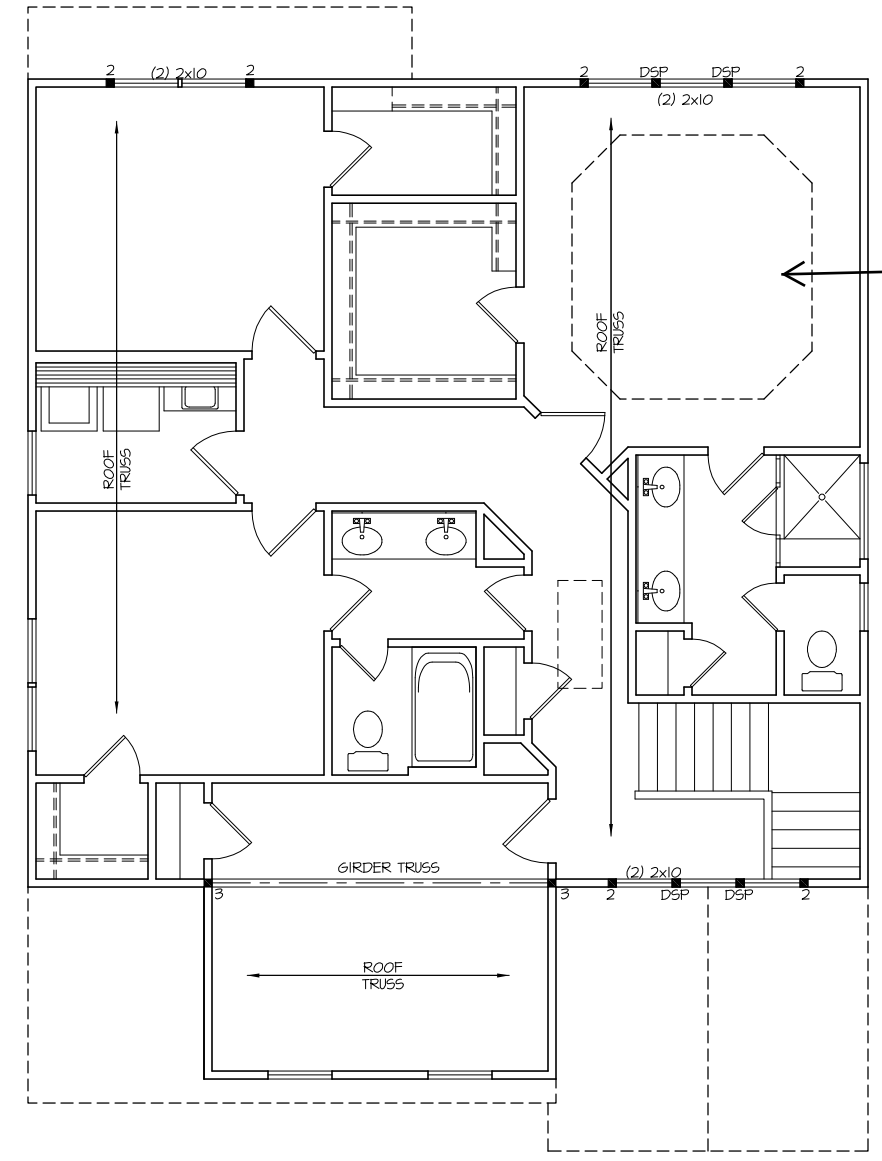 2 (2) 2x10 2 2 DSP DSP 2
(2) 2x10
ROOF
TRUSS
ROOF
TRUSS
GIRDER TRUSS
(2) 2x10
3 3 2 DSP DSP 2
ROOF
TRUSS